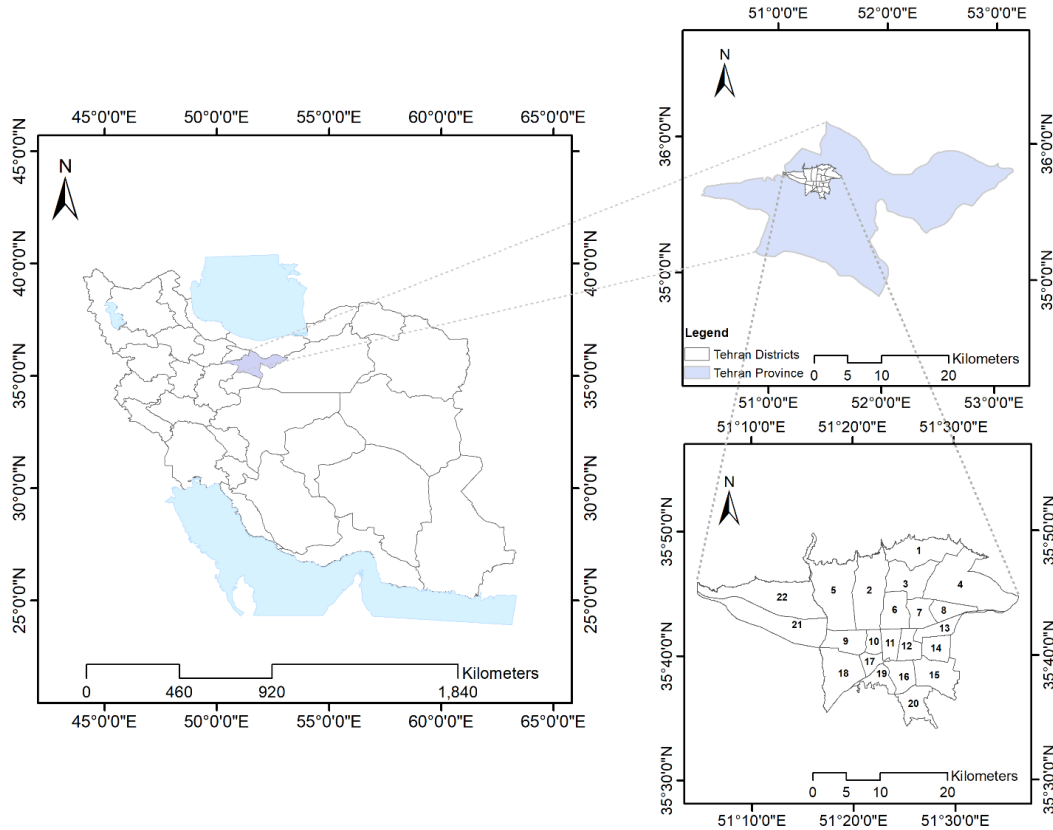 45°0'0"E 50°0'0"E 55°0'0"E 60°0'0"E 65°0'0"E
45°0'0"N
40°0'0"N
35°0'0"N
30°0'0"N
25°0'0"N
N
45°0'0"N
40°0'0"N
35°0'0"N
30°0'0"N
25°0'0"N
Kilometers
0 460 920 1,840
45°0'0"E 50°0'0"E 55°0'0"E 60°0'0"E 65°0'0"E
51°0'0"E 52°0'0"E 53°0'0"E
N
36°0'0"N
35°0'0"N
36°0'0"N
35°0'0"N
Legend
Tehran Districts
Tehran Province
Kilometers
0 5 10 20
51°0'0"E 52°0'0"E 53°0'0"E
51°10'0"E 51°20'0"E 51°30'0"E
N
35°50'0"N
35°40'0"N
35°30'0"N
35°50'0"N
35°40'0"N
35°30'0"N
1
22 5 2 3 4
21 6 7 8
13
9 10 11 12 14
18 17 19 16 15
20
Kilometers
0 5 10 20
51°10'0"E 51°20'0"E 51°30'0"E